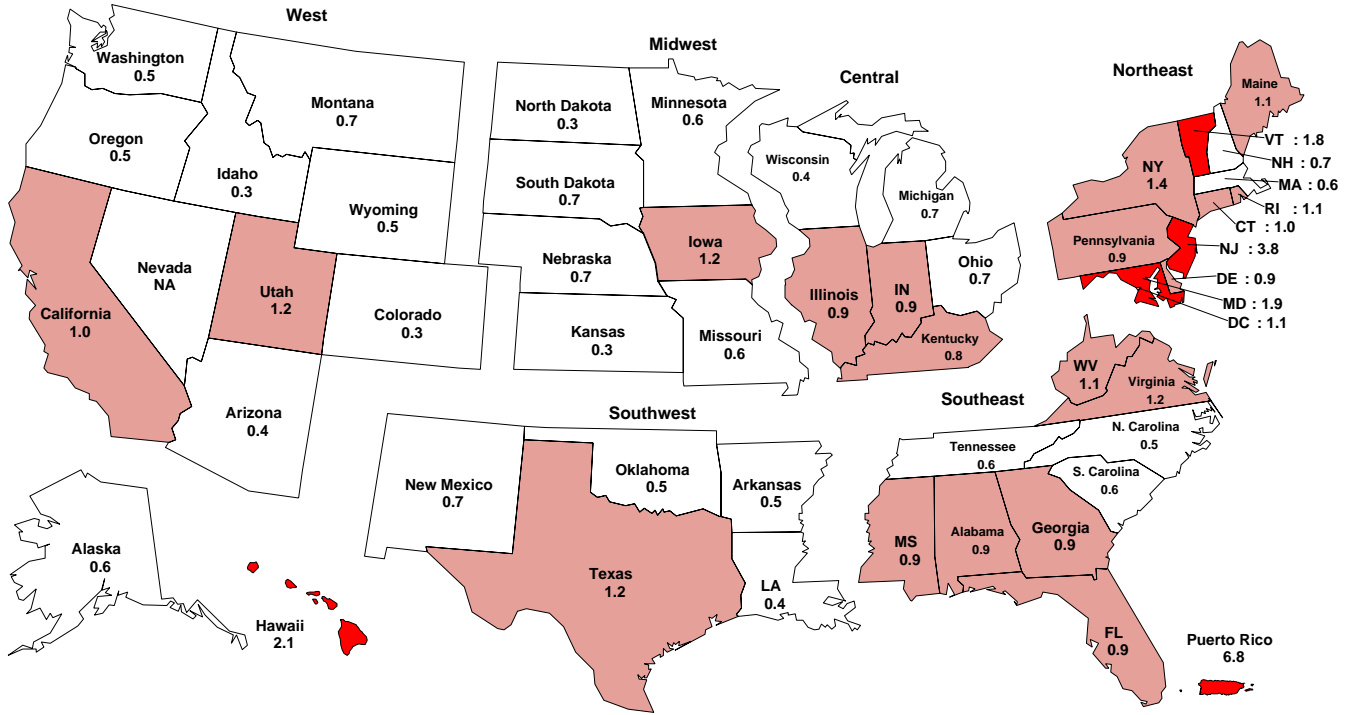 West
Washington
0.5
Oregon
0.5
Idaho
0.3
Montana
0.7
Wyoming
0.5
California
1.0
Nevada
NA
Utah
1.2
Colorado
0.3
Arizona
0.4
Alaska
0.6
Hawaii
2.1
Midwest
North Dakota
0.3
Minnesota
0.6
South Dakota
0.7
Nebraska
0.7
Iowa
1.2
Kansas
0.3
Missouri
0.6
Central
Wisconsin
0.4
Michigan
0.7
Illinois
0.9
IN
0.9
Ohio
0.7
Kentucky
0.8
Northeast
Maine
1.1
VT : 1.8
NH : 0.7
MA : 0.6
RI : 1.1
CT : 1.0
NJ : 3.8
DE : 0.9
MD : 1.9
DC : 1.1
NY
1.4
Pennsylvania
0.9
Southwest
New Mexico
0.7
Oklahoma
0.5
Arkansas
0.5
Texas
1.2
LA
0.4
Southeast
WV
1.1
Virginia
1.2
Tennessee
0.6
N. Carolina
0.5
S. Carolina
0.6
MS
0.9
Alabama
0.9
Georgia
0.9
FL
0.9
Puerto Rico
6.8